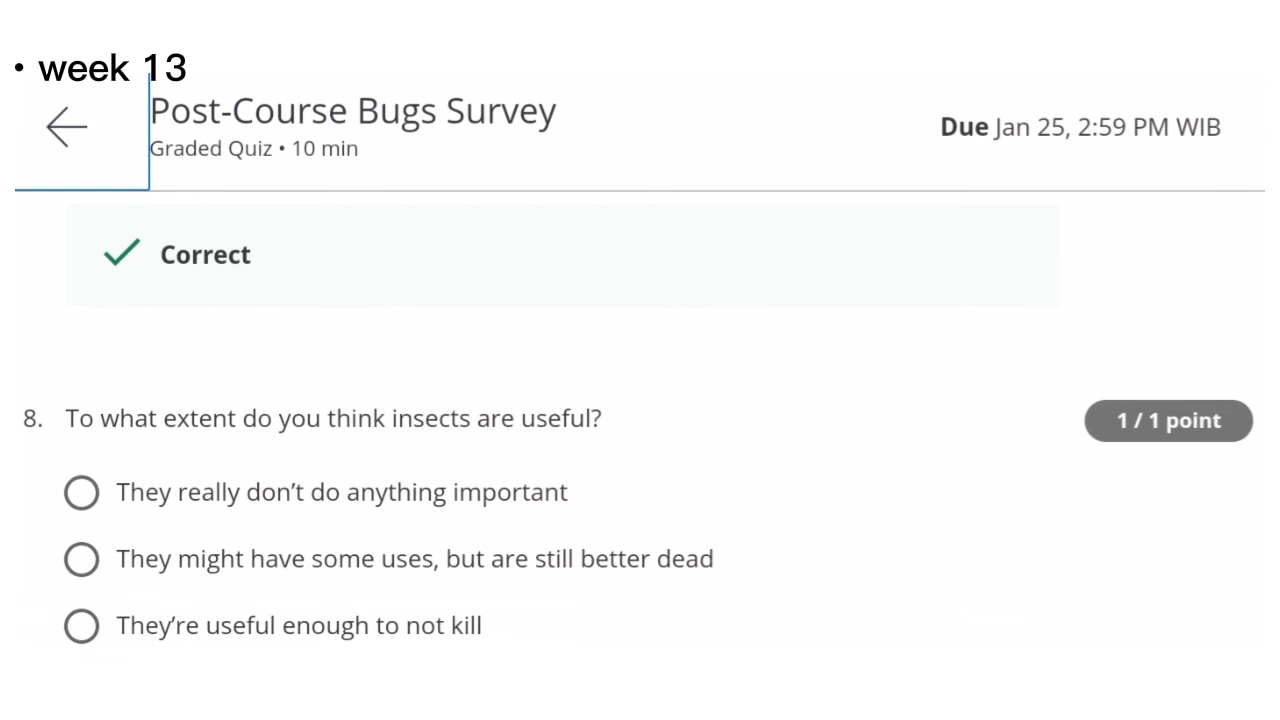 • week 13
Post-Course Bugs Survey
Due Jan 25, 2:59 PM WIB
Graded Quiz • 10 min
Correct
8. To what extent do you think insects are useful?
1 / 1 point
They really don’t do anything important
They might have some uses, but are still better dead
They’re useful enough to not kill